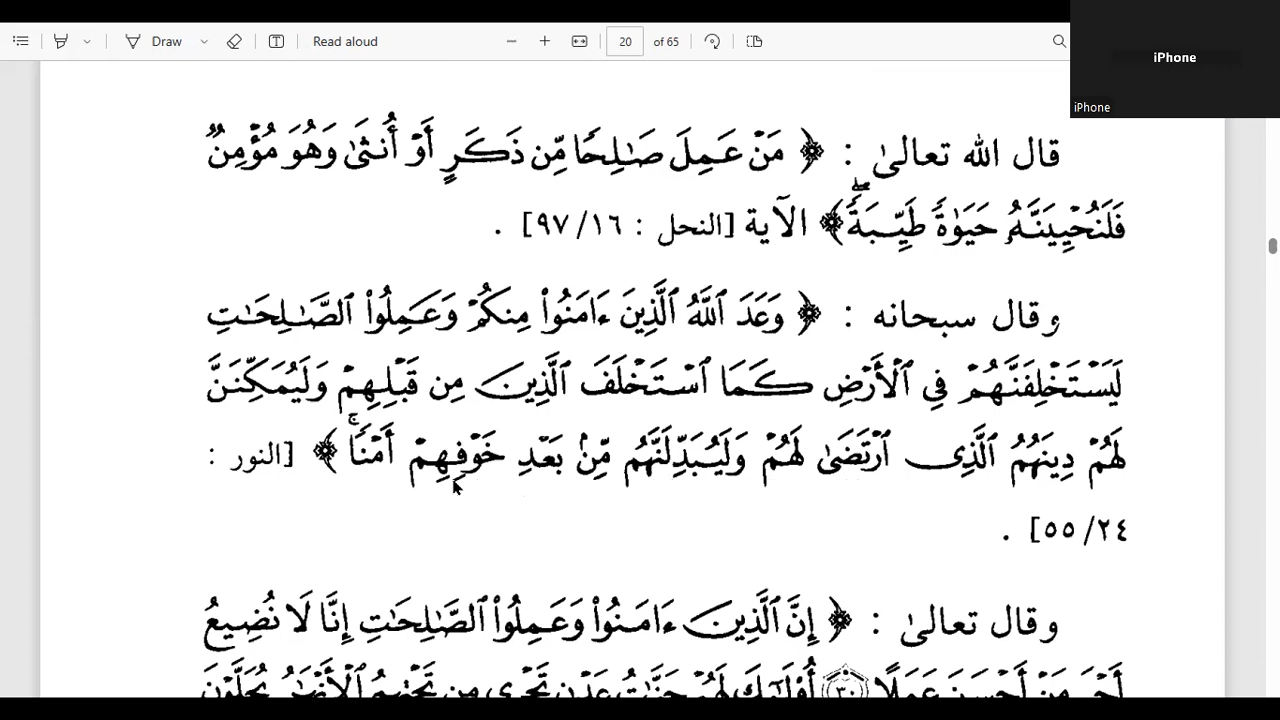 Draw
Read aloud
20 of 65
iPhone
iPhone
قال الله تعالىٰ : ﴿ مَنْ عَمِلَ صَٰلِحًا مِّن ذَكَرٍ أَوْ أُنثَىٰ وَهُوَ مُؤْمِنٌ
فَلَنُحْيِيَنَّهُۥ حَيَوٰةً طَيِّبَةً ۖ﴾ الآية [النحل : ٩٧/١٦] .
وقال سبحانه : ﴿ وَعَدَ ٱللَّهُ ٱلَّذِينَ ءَامَنُوا۟ مِنكُمْ وَعَمِلُوا۟ ٱلصَّٰلِحَٰتِ
لَيَسْتَخْلِفَنَّهُمْ فِي ٱلْأَرْضِ كَمَا ٱسْتَخْلَفَ ٱلَّذِينَ مِن قَبْلِهِمْ وَلَيُمَكِّنَنَّ
لَهُمْ دِينَهُمُ ٱلَّذِى ٱرْتَضَىٰ لَهُمْ وَلَيُبَدِّلَنَّهُم مِّنۢ بَعْدِ خَوْفِهِمْ أَمْنًا ۚ ﴾ [النور :
٥٥/٢٤] .
وقال تعالىٰ : ﴿ إِنَّ ٱلَّذِينَ ءَامَنُوا۟ وَعَمِلُوا۟ ٱلصَّٰلِحَٰتِ إِنَّا لَا نُضِيعُ
أَجْرَ مَنْ أَحْسَنَ عَمَلًا ٣٠ أُو۟لَٰٓئِكَ لَهُمْ جَنَّٰتُ عَدْنٍ تَجْرِى مِن تَحْتِهِمُ ٱلْأَنْهَٰرُ يُحَلَّوْنَ